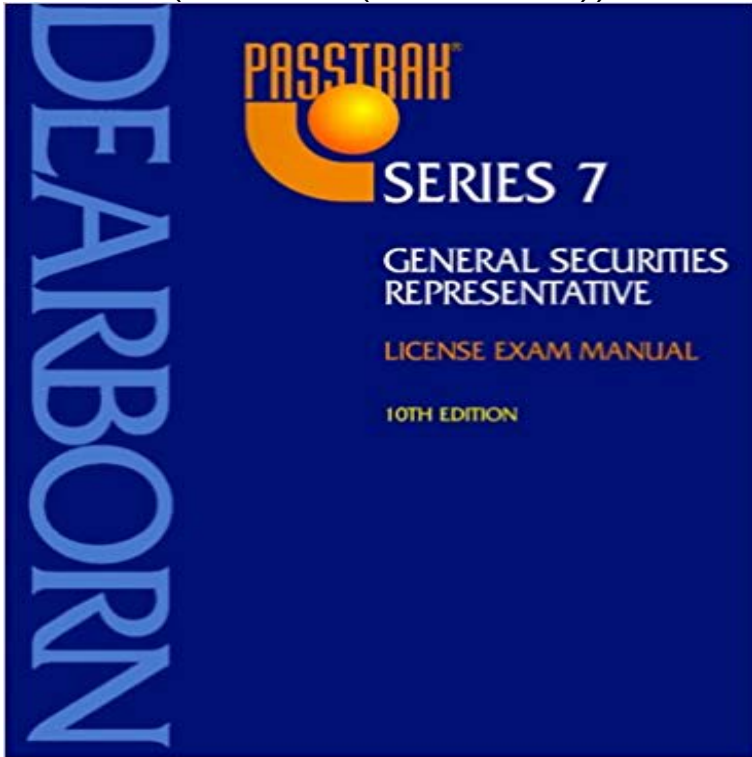 DEARBORN
PASSTRAK®
SERIES 7
GENERAL SECURITIES
REPRESENTATIVE
LICENSE EXAM MANUAL
10TH EDITION